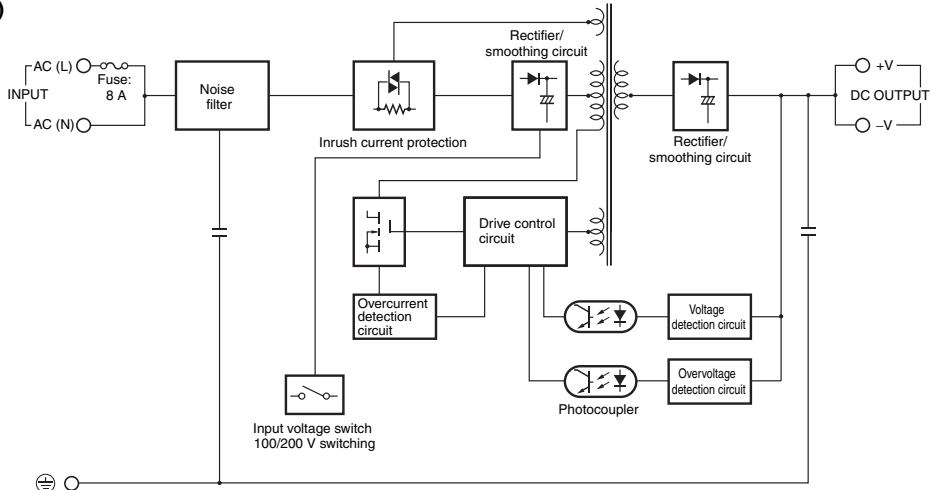 )
AC (L)
Fuse:
8 A
INPUT
AC (N)
Noise
filter
Inrush current protection
Rectifier/
smoothing circuit
Rectifier/
smoothing circuit
+V
DC OUTPUT
–V
Drive control
circuit
Overcurrent
detection
circuit
Voltage
detection circuit
Overvoltage
detection circuit
Photocoupler
Input voltage switch
100/200 V switching